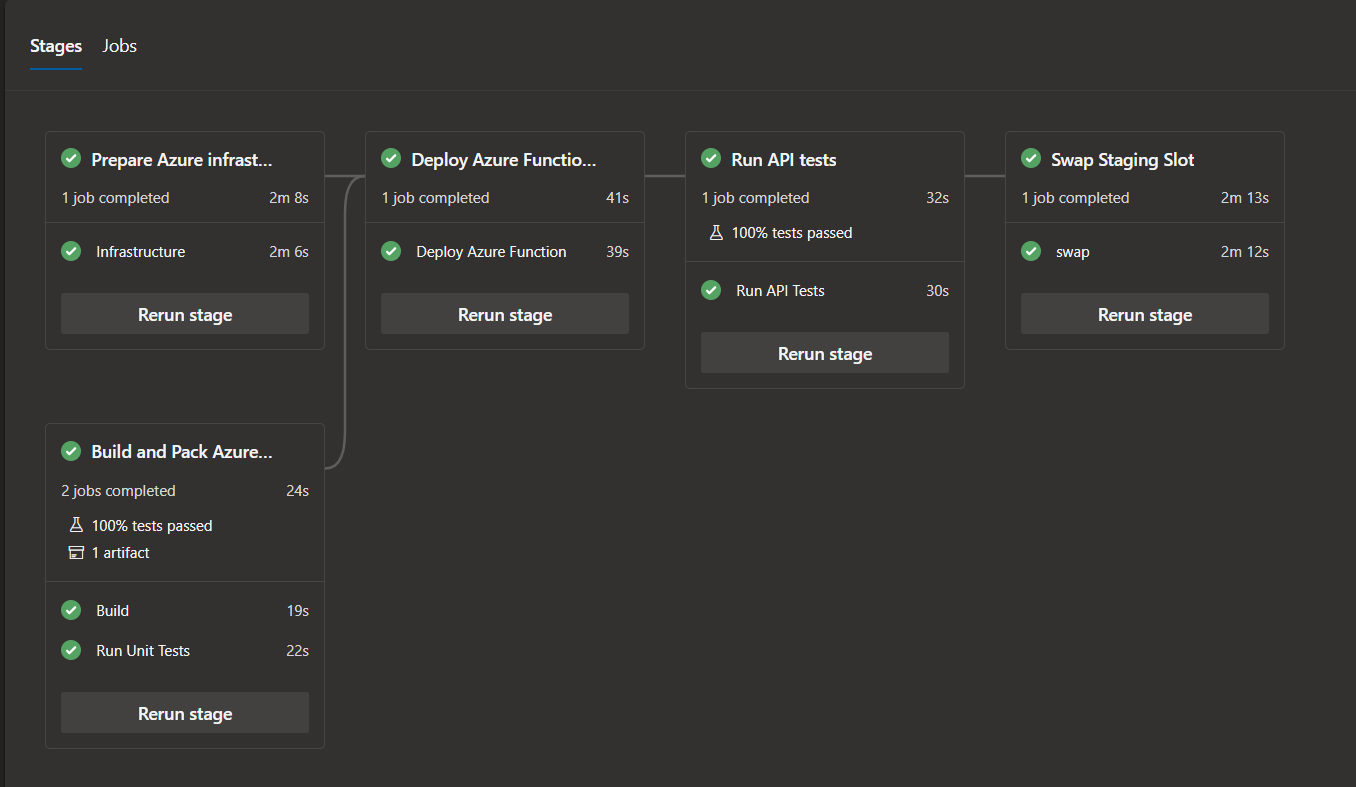 Stages Jobs
Prepare Azure infrast...
1 job completed 2m 8s
Infrastructure 2m 6s
Rerun stage
Deploy Azure Functio...
1 job completed 41s
Deploy Azure Function 39s
Rerun stage
Run API tests
1 job completed 32s
100% tests passed
Run API Tests 30s
Rerun stage
Swap Staging Slot
1 job completed 2m 13s
swap 2m 12s
Rerun stage
Build and Pack Azure...
2 jobs completed 24s
100% tests passed
1 artifact
Build 19s
Run Unit Tests 22s
Rerun stage